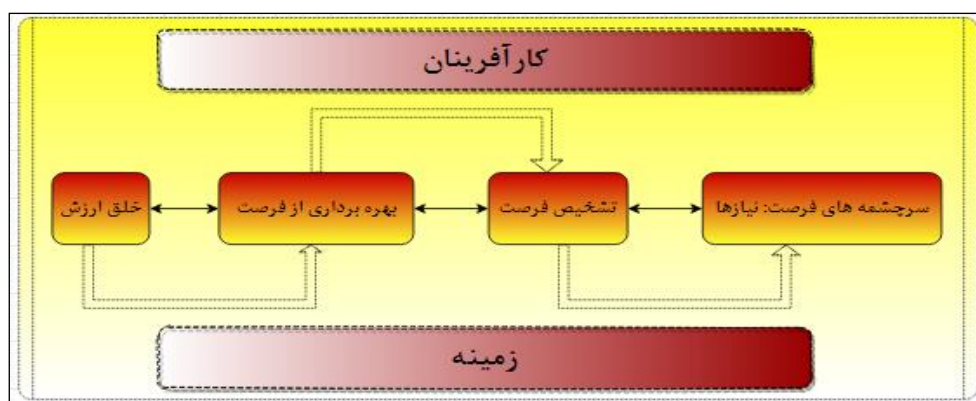 کارآفرینان
سرچشمه های فرصت: نیازها
تشخیص فرصت
بهره برداری از فرصت
خلق ارزش
زمینه